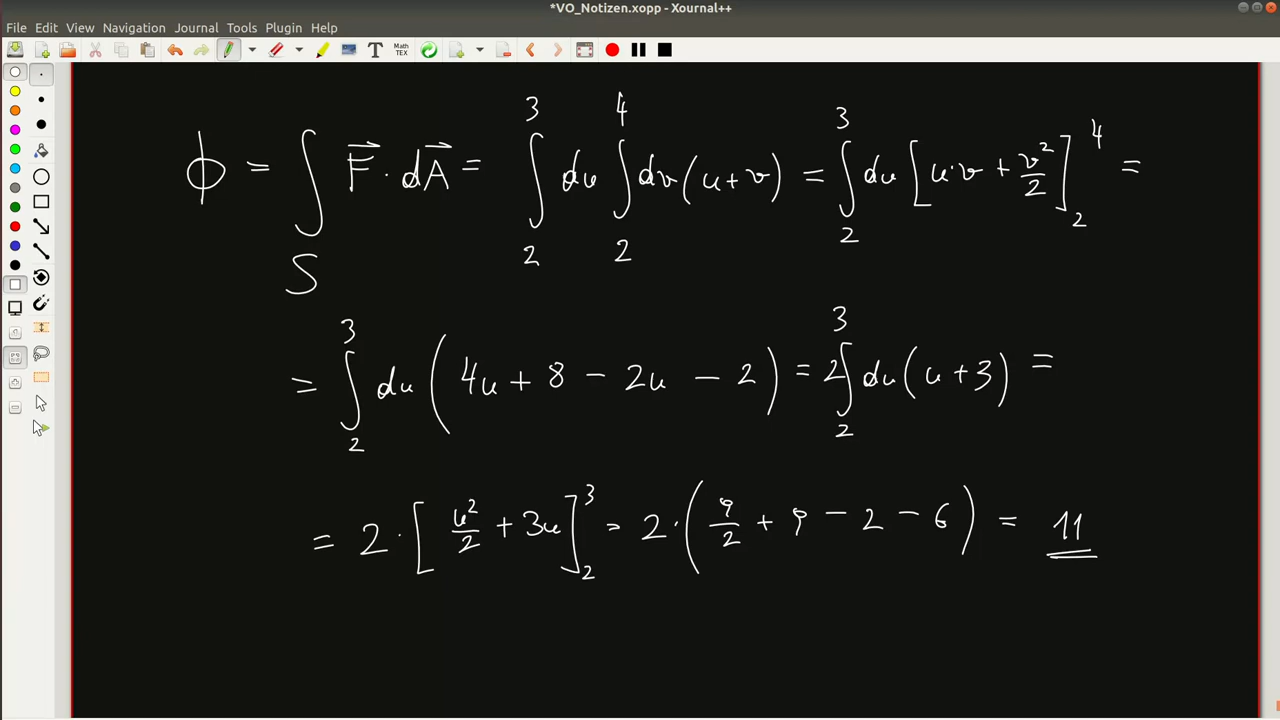 *VO_Notizen.xopp - Xournal++
File Edit View Navigation Journal Tools Plugin Help
T Math TEX
ϕ = ∫_S F⃗ · dA⃗ = ∫_2^3 du ∫_2^4 dv (u+v) = ∫_2^3 du [u·v + v²/2]_2^4 =
= ∫_2^3 du (4u + 8 − 2u − 2) = 2∫_2^3 du (u+3) =
= 2 · [u²/2 + 3u]_2^3 = 2 · (9/2 + 9 − 2 − 6) = 11